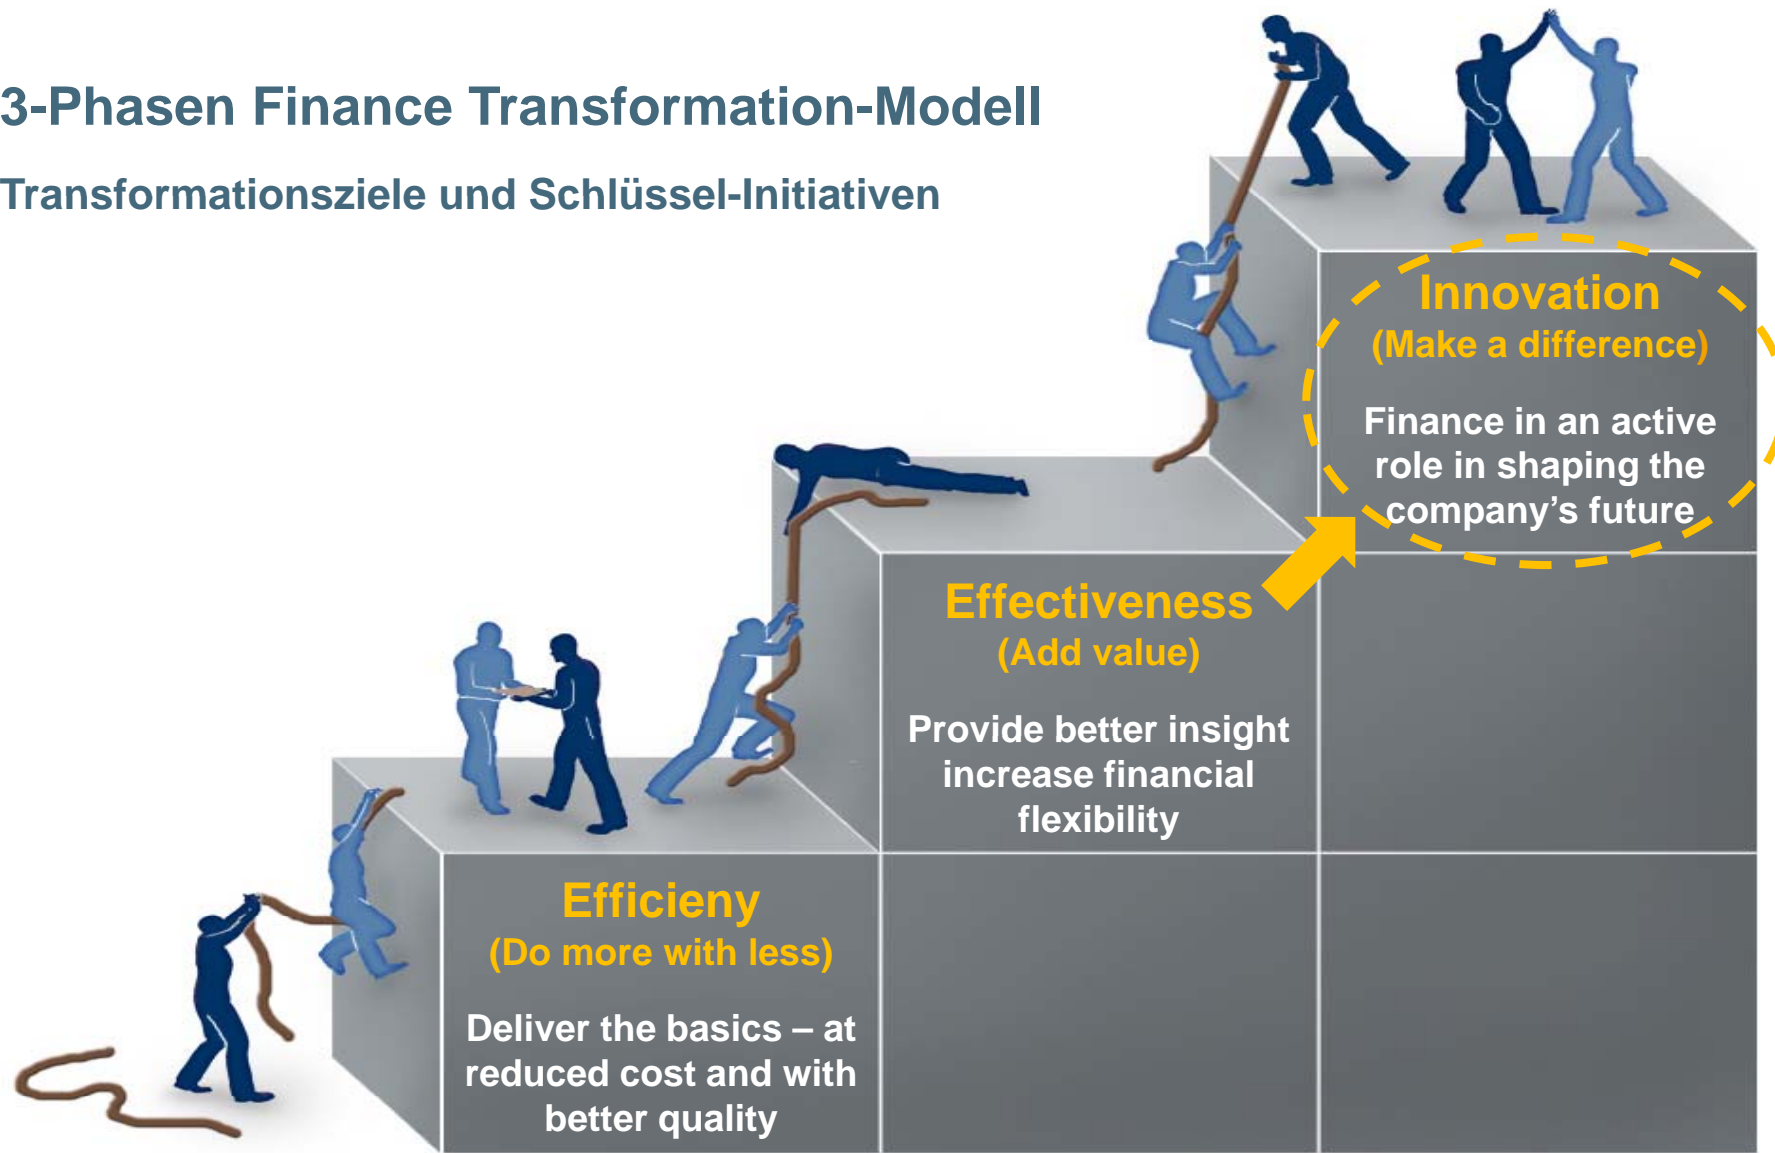 3-Phasen Finance Transformation-Modell
Transformationsziele und Schlüssel-Initiativen
Innovation
(Make a difference)
Finance in an active
role in shaping the
company’s future
Effectiveness
(Add value)
Provide better insight
increase financial
flexibility
Efficieny
(Do more with less)
Deliver the basics – at
reduced cost and with
better quality